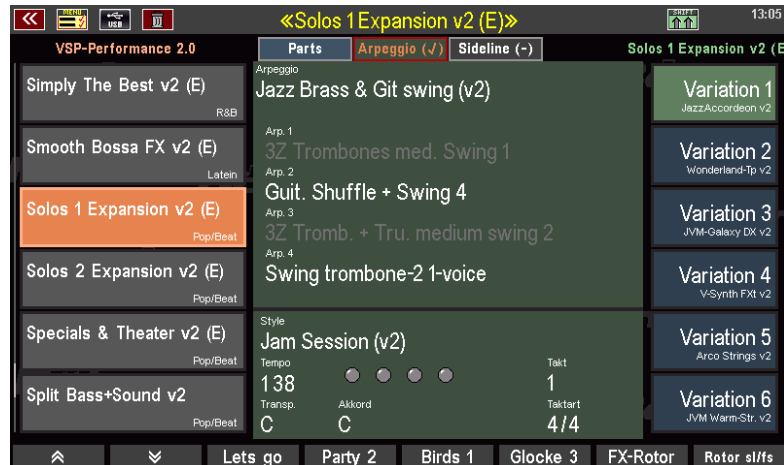 MENU
USB
«Solos 1 Expansion v2 (E)»
SHIFT
13:05
VSP-Performance 2.0
Parts
Arpeggio (√)
Sideline (-)
Solos 1 Expansion v2 (E
Simply The Best v2 (E)
R&B
Smooth Bossa FX v2 (E)
Latein
Solos 1 Expansion v2 (E)
Pop/Beat
Solos 2 Expansion v2 (E)
Pop/Beat
Specials & Theater v2 (E)
Pop/Beat
Split Bass+Sound v2
Pop/Beat
Arpeggio
Jazz Brass & Git swing (v2)
Arp. 1
3Z Trombones med. Swing 1
Arp. 2
Guit. Shuffle + Swing 4
Arp. 3
3Z Tromb. + Tru. medium swing 2
Arp. 4
Swing trombone-2 1-voice
Style
Jam Session (v2)
Tempo
Takt
138
1
Transp.
Akkord
Taktart
C
C
4/4
Variation 1
JazzAccordeon v2
Variation 2
Wonderland-Tp v2
Variation 3
JVM-Galaxy DX v2
Variation 4
V-Synth FXt v2
Variation 5
Arco Strings v2
Variation 6
JVM Warm-Str. v2
Lets go
Party 2
Birds 1
Glocke 3
FX-Rotor
Rotor sl/fs